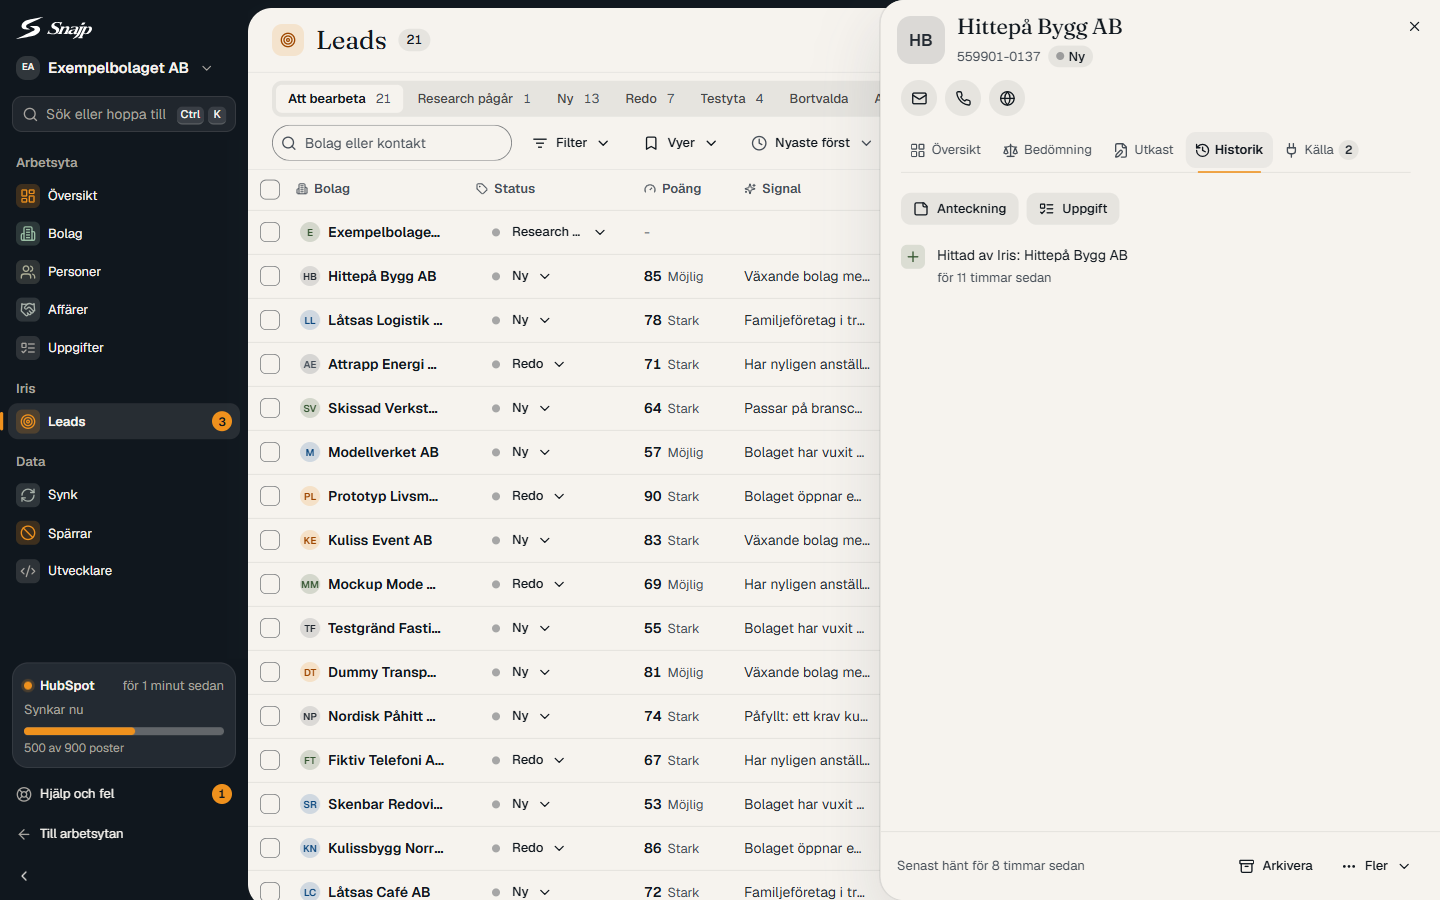 Snajp
EA Exempelbolaget AB
Sök eller hoppa till Ctrl K
Arbetsyta
Översikt
Bolag
Personer
Affärer
Uppgifter
Iris
Leads 3
Data
Synk
Spärrar
Utvecklare
HubSpot för 1 minut sedan
Synkar nu
500 av 900 poster
Hjälp och fel 1
Till arbetsytan
Leads 21
Att bearbeta 21 Research pågår 1 Ny 13 Redo 7 Testyta 4 Bortvalda A
Bolag eller kontakt Filter Vyer Nyaste först
Bolag Status Poäng Signal
E Exempelbolage... Research ... -
HB Hittepå Bygg AB Ny 85 Möjlig Växande bolag me...
LL Låtsas Logistik ... Ny 78 Stark Familjeföretag i tr...
AE Attrapp Energi ... Redo 71 Stark Har nyligen anställ...
SV Skissad Verkst... Ny 64 Stark Passar på bransc...
M Modellverket AB Ny 57 Möjlig Bolaget har vuxit ...
PL Prototyp Livsm... Redo 90 Stark Bolaget öppnar e...
KE Kuliss Event AB Ny 83 Stark Växande bolag me...
MM Mockup Mode ... Redo 69 Möjlig Har nyligen anställ...
TF Testgränd Fasti... Ny 55 Stark Bolaget har vuxit ...
DT Dummy Transp... Ny 81 Möjlig Växande bolag me...
NP Nordisk Påhitt ... Ny 74 Stark Påfyllt: ett krav ku...
FT Fiktiv Telefoni A... Redo 67 Stark Har nyligen anställ...
SR Skenbar Redovi... Ny 53 Möjlig Bolaget har vuxit ...
KN Kulissbygg Norr... Redo 86 Stark Bolaget öppnar e...
LC Låtsas Café AB Ny 72 Stark Familjeföretag i tr...
HB Hittepå Bygg AB
559901-0137 Ny
Översikt Bedömning Utkast Historik Källa 2
Anteckning Uppgift
Hittad av Iris: Hittepå Bygg AB
för 11 timmar sedan
Senast hänt för 8 timmar sedan Arkivera Fler